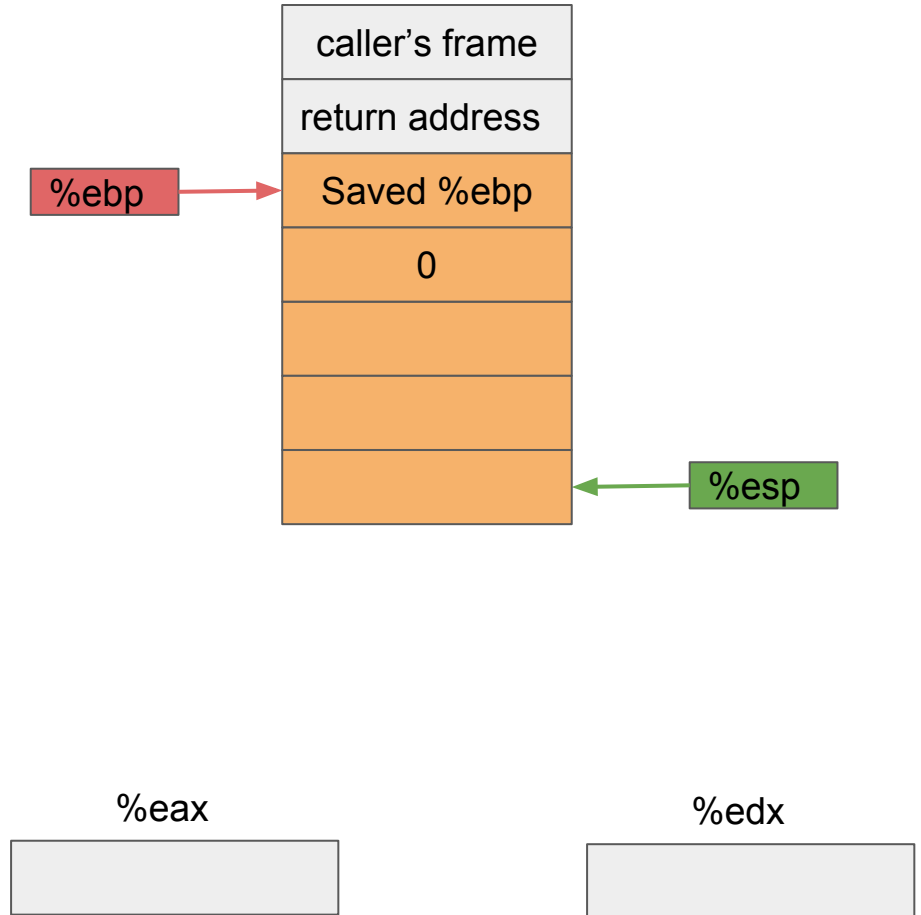 caller’s frame
return address
%ebp
Saved %ebp
0
%esp
%eax
%edx